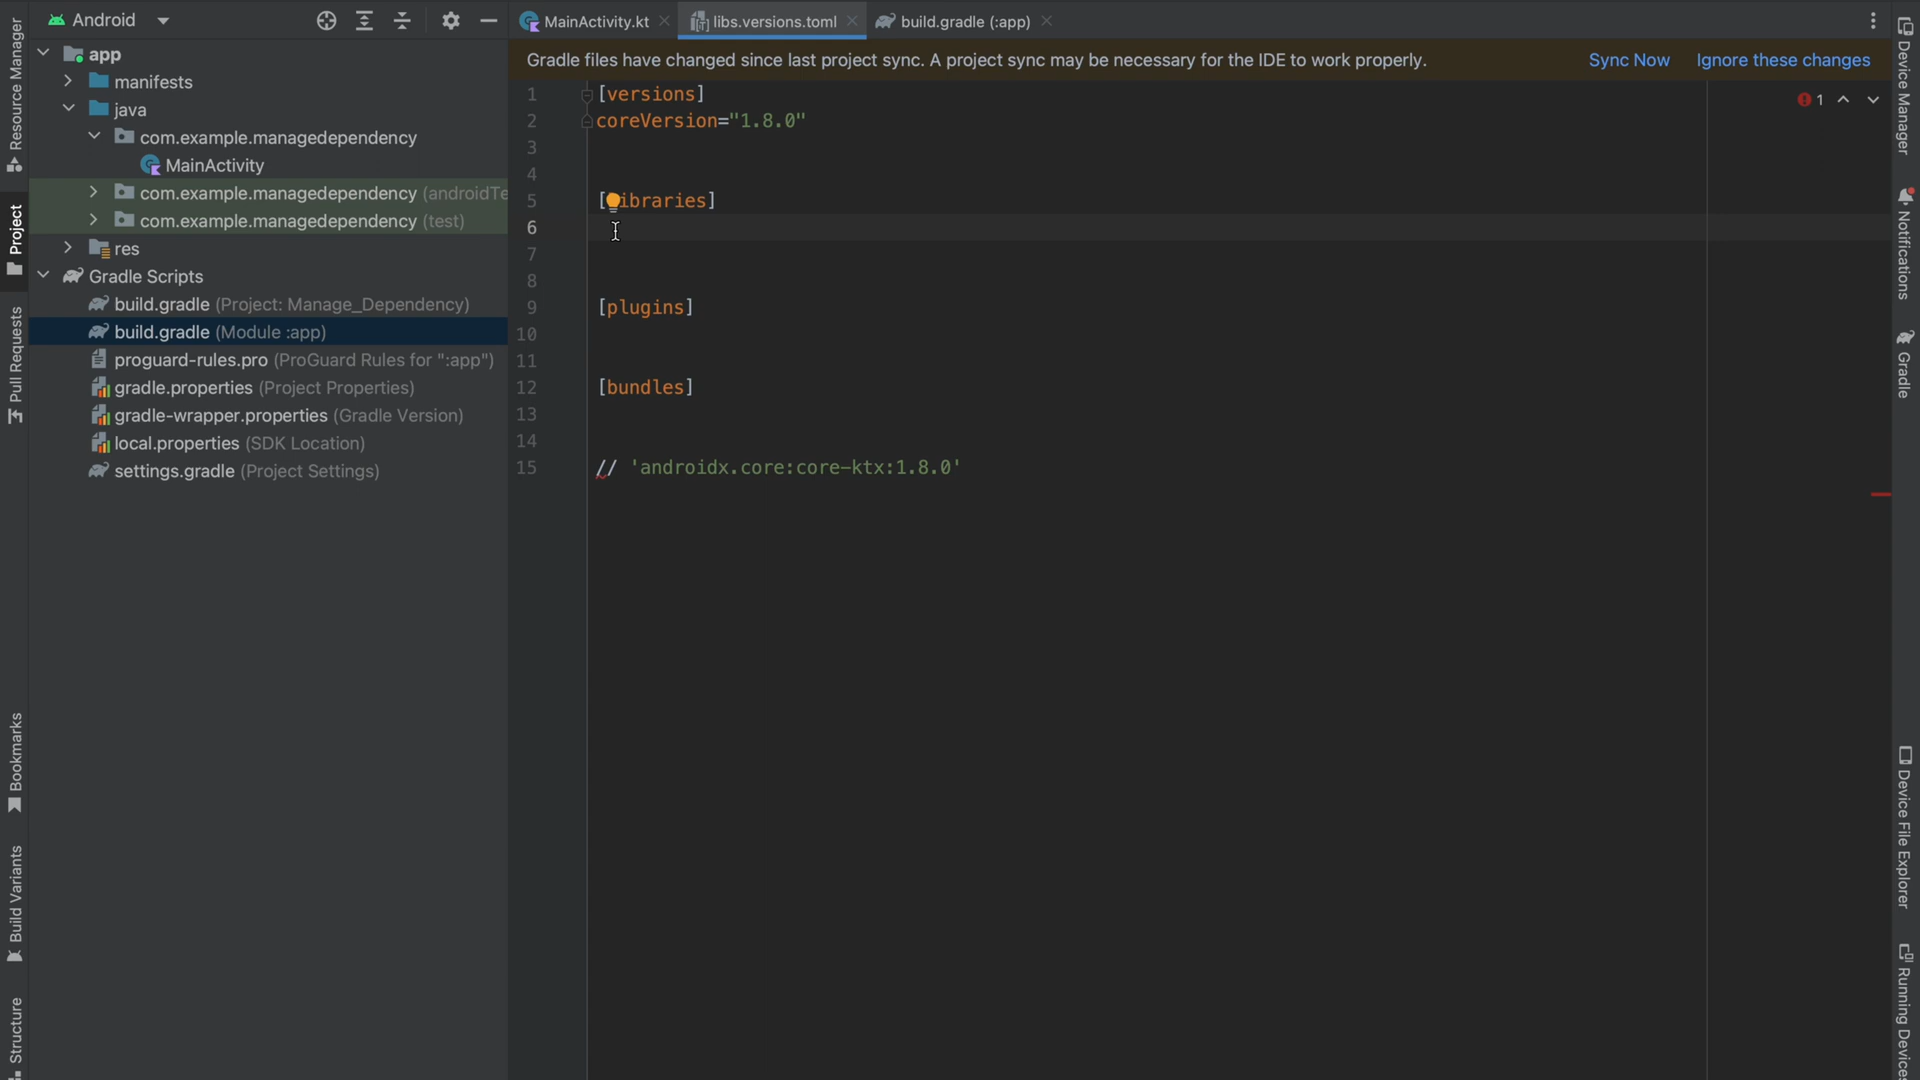 Resource Manager
Project
Pull Requests
Bookmarks
Build Variants
Structure
Android
app
manifests
java
com.example.managedependency
MainActivity
com.example.managedependency (androidTe
com.example.managedependency (test)
res
Gradle Scripts
build.gradle (Project: Manage_Dependency)
build.gradle (Module :app)
proguard-rules.pro (ProGuard Rules for ":app")
gradle.properties (Project Properties)
gradle-wrapper.properties (Gradle Version)
local.properties (SDK Location)
settings.gradle (Project Settings)
MainActivity.kt
libs.versions.toml
build.gradle (:app)
Gradle files have changed since last project sync. A project sync may be necessary for the IDE to work properly.
Sync Now
Ignore these changes
1
1 [versions]
2 coreVersion="1.8.0"
3
4
5 [ibraries]
6
7
8
9 [plugins]
10
11
12 [bundles]
13
14
15 // 'androidx.core:core-ktx:1.8.0'
Device Manager
Notifications
Gradle
Device File Explorer
Running Devices